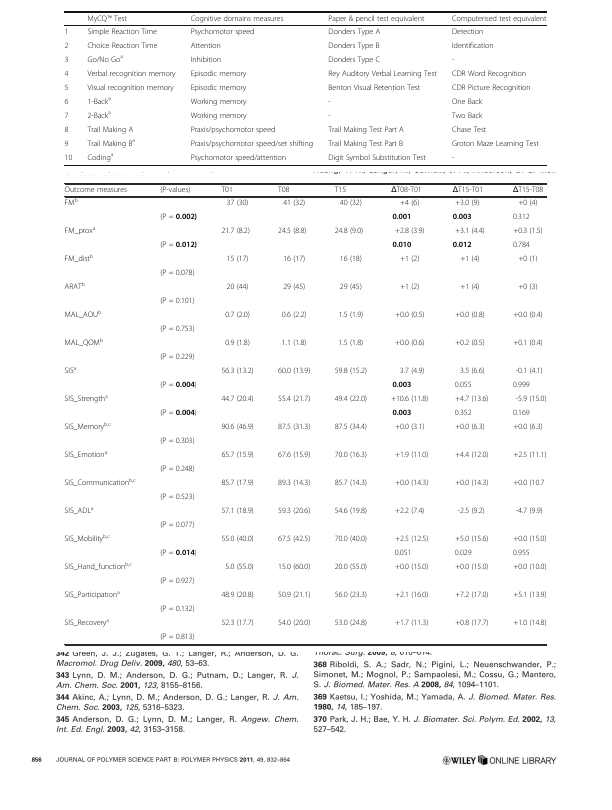 MyCQ™ Test Cognitive domains measures Paper & pencil test equivalent Computerised test equivalent
1 Simple Reaction Time Psychomotor speed Donders Type A Detection
2 Choice Reaction Time Attention Donders Type B Identification
3 Go/No Goᵃ Inhibition Donders Type C -
4 Verbal recognition memory Episodic memory Rey Auditory Verbal Learning Test CDR Word Recognition
5 Visual recognition memory Episodic memory Benton Visual Retention Test CDR Picture Recognition
6 1-Backᵃ Working memory - One Back
7 2-Backᵃ Working memory - Two Back
8 Trail Making A Praxis/psychomotor speed Trail Making Test Part A Chase Test
9 Trail Making Bᵃ Praxis/psychomotor speed/set shifting Trail Making Test Part B Groton Maze Learning Test
10 Codingᵃ Psychomotor speed/attention Digit Symbol Substitution Test -
Outcome measures (P-values) T01 T08 T15 ΔT08-T01 ΔT15-T01 ΔT15-T08
FMᵇ 37 (30) 41 (32) 40 (32) +4 (6) +3.0 (9) +0 (4)
(P = 0.002) 0.001 0.003 0.312
FM_proxᵃ 21.7 (8.2) 24.5 (8.8) 24.8 (9.0) +2.8 (3.9) +3.1 (4.4) +0.3 (1.5)
(P = 0.012) 0.010 0.012 0.784
FM_distᵇ 15 (17) 16 (17) 16 (18) +1 (2) +1 (4) +0 (1)
(P = 0.078)
ARATᵇ 20 (44) 29 (45) 29 (45) +1 (2) +1 (4) +0 (3)
(P = 0.101)
MAL_AOUᵇ 0.7 (2.0) 0.6 (2.2) 1.5 (1.9) +0.0 (0.5) +0.0 (0.8) +0.0 (0.4)
(P = 0.753)
MAL_QOMᵇ 0.9 (1.8) 1.1 (1.8) 1.5 (1.8) +0.0 (0.6) +0.2 (0.5) +0.1 (0.4)
(P = 0.229)
SISᵃ 56.3 (13.2) 60.0 (13.9) 59.8 (15.2) 3.7 (4.9) 3.5 (6.6) -0.1 (4.1)
(P = 0.004) 0.003 0.055 0.999
SIS_Strengthᵃ 44.7 (20.4) 55.4 (21.7) 49.4 (22.0) +10.6 (11.8) +4.7 (13.6) -5.9 (15.0)
(P = 0.004) 0.003 0.352 0.169
SIS_Memoryᵇ,ᶜ 90.6 (46.9) 87.5 (31.3) 87.5 (34.4) +0.0 (3.1) +0.0 (6.3) +0.0 (6.3)
(P = 0.303)
SIS_Emotionᵃ 65.7 (15.9) 67.6 (15.9) 70.0 (16.3) +1.9 (11.0) +4.4 (12.0) +2.5 (11.1)
(P = 0.248)
SIS_Communicationᵇ,ᶜ 85.7 (17.9) 89.3 (14.3) 85.7 (14.3) +0.0 (14.3) +0.0 (14.3) +0.0 (10.7
(P = 0.523)
SIS_ADLᵃ 57.1 (18.9) 59.3 (20.6) 54.6 (19.8) +2.2 (7.4) -2.5 (9.2) -4.7 (9.9)
(P = 0.077)
SIS_Mobilityᵇ,ᶜ 55.0 (40.0) 67.5 (42.5) 70.0 (40.0) +2.5 (12.5) +5.0 (15.6) +0.0 (15.0)
(P = 0.014) 0.051 0.029 0.955
SIS_Hand_functionᵇ,ᶜ 5.0 (55.0) 15.0 (60.0) 20.0 (55.0) +0.0 (15.0) +0.0 (15.0) +0.0 (10.0)
(P = 0.927)
SIS_Participationᵃ 48.9 (20.8) 50.9 (21.1) 56.0 (23.3) +2.1 (16.0) +7.2 (17.0) +5.1 (13.9)
(P = 0.132)
SIS_Recoveryᵃ 52.3 (17.7) 54.0 (20.0) 53.0 (24.8) +1.7 (11.3) +0.8 (17.7) +1.0 (14.8)
(P = 0.813)
342 Green, J. J.; Zugates, G. T.; Langer, R.; Anderson, D. G.
Macromol. Drug Deliv. 2009, 480, 53–63.
343 Lynn, D. M.; Anderson, D. G.; Putnam, D.; Langer, R. J.
Am. Chem. Soc. 2001, 123, 8155–8156.
344 Akinc, A.; Lynn, D. M.; Anderson, D. G.; Langer, R. J. Am.
Chem. Soc. 2003, 125, 5316–5323.
345 Anderson, D. G.; Lynn, D. M.; Langer, R. Angew. Chem.
Int. Ed. Engl. 2003, 42, 3153–3158.
Thorac. Surg. 2005, 8, 610–614.
368 Riboldi, S. A.; Sadr, N.; Pigini, L.; Neuenschwander, P.;
Simonet, M.; Mognol, P.; Sampaolesi, M.; Cossu, G.; Mantero,
S. J. Biomed. Mater. Res. A 2008, 84, 1094–1101.
369 Kaetsu, I.; Yoshida, M.; Yamada, A. J. Biomed. Mater. Res.
1980, 14, 185–197.
370 Park, J. H.; Bae, Y. H. J. Biomater. Sci. Polym. Ed. 2002, 13,
527–542.
856 JOURNAL OF POLYMER SCIENCE PART B: POLYMER PHYSICS 2011, 49, 832–864 WILEY ONLINE LIBRARY